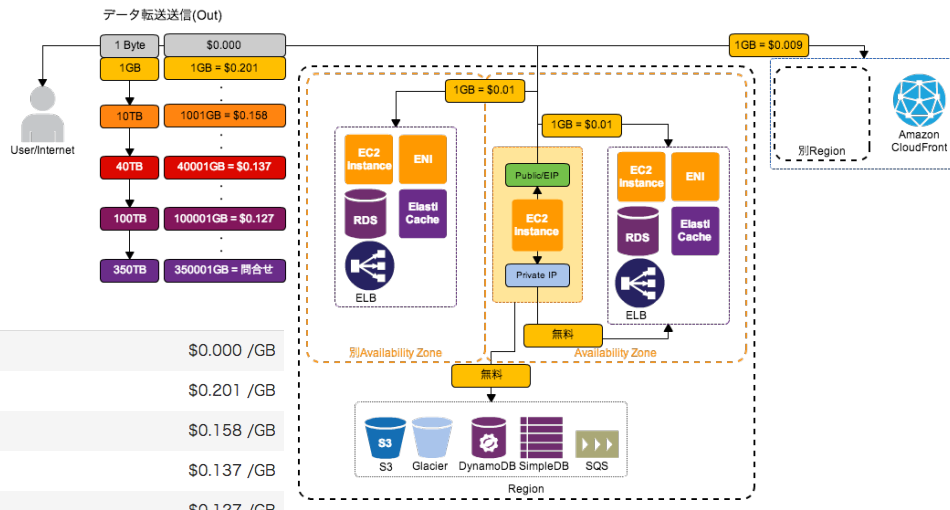 データ転送送信(Out)
1 Byte
$0.000
1GB = $0.009
1GB
1GB = $0.201
10TB
1001GB = $0.158
40TB
40001GB = $0.137
100TB
100001GB = $0.127
350TB
350001GB = 問合せ
User/Internet
1GB = $0.01
1GB = $0.01
別Region
Amazon
CloudFront
EC2
Instance
ENI
RDS
Elasti
Cache
ELB
別Availability Zone
Public/EIP
EC2
Instance
Private IP
EC2
Instance
ENI
RDS
Elasti
Cache
ELB
無料
Availability Zone
無料
S3
S3
Glacier
DynamoDB
SimpleDB
SQS
Region
$0.000 /GB
$0.201 /GB
$0.158 /GB
$0.137 /GB
$0.127 /GB